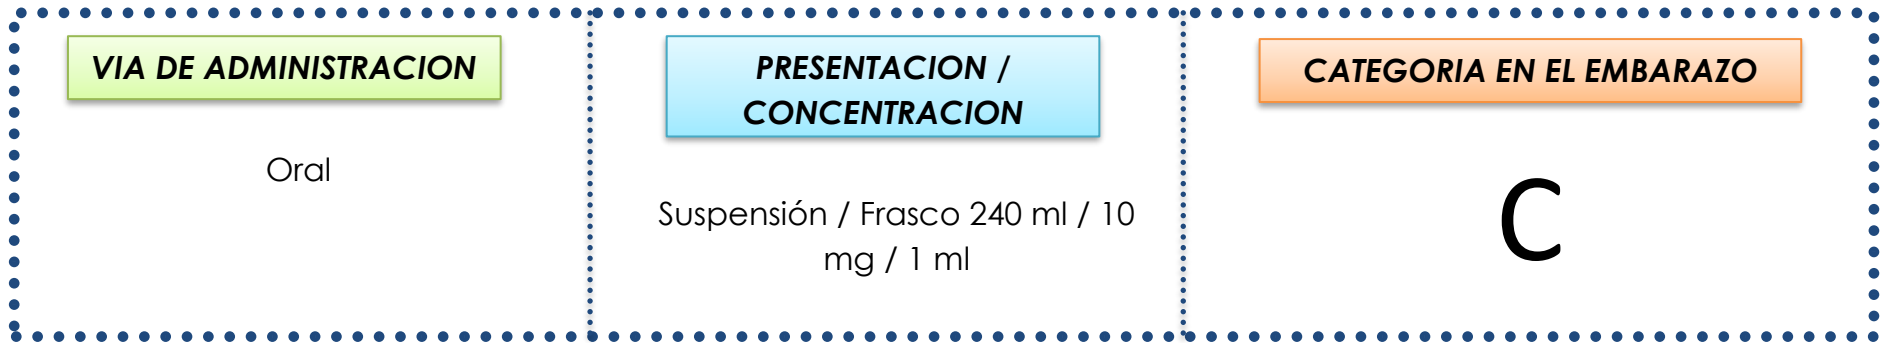 VIA DE ADMINISTRACION
Oral
PRESENTACION /
CONCENTRACION
Suspensión / Frasco 240 ml / 10
mg / 1 ml
CATEGORIA EN EL EMBARAZO
C